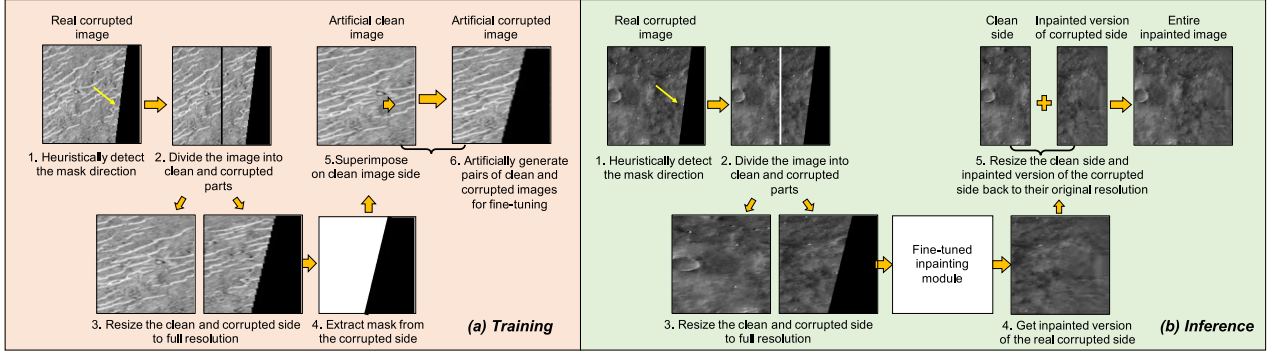 Real corrupted
image
1. Heuristically detect
the mask direction
2. Divide the image into
clean and corrupted
parts
3. Resize the clean and corrupted side
to full resolution
4. Extract mask from
the corrupted side
Artificial clean
image
5.Superimpose
on clean image side
Artificial corrupted
image
6. Artificially generate
pairs of clean and
corrupted images
for fine-tuning
(a) Training
Real corrupted
image
1. Heuristically detect
the mask direction
2. Divide the image into
clean and corrupted
parts
3. Resize the clean and corrupted side
to full resolution
Fine-tuned
inpainting
module
4. Get inpainted version
of the real corrupted side
Clean
side
Inpainted version
of corrupted side
Entire
inpainted image
5. Resize the clean side and
inpainted version of the corrupted
side back to their original resolution
(b) Inference